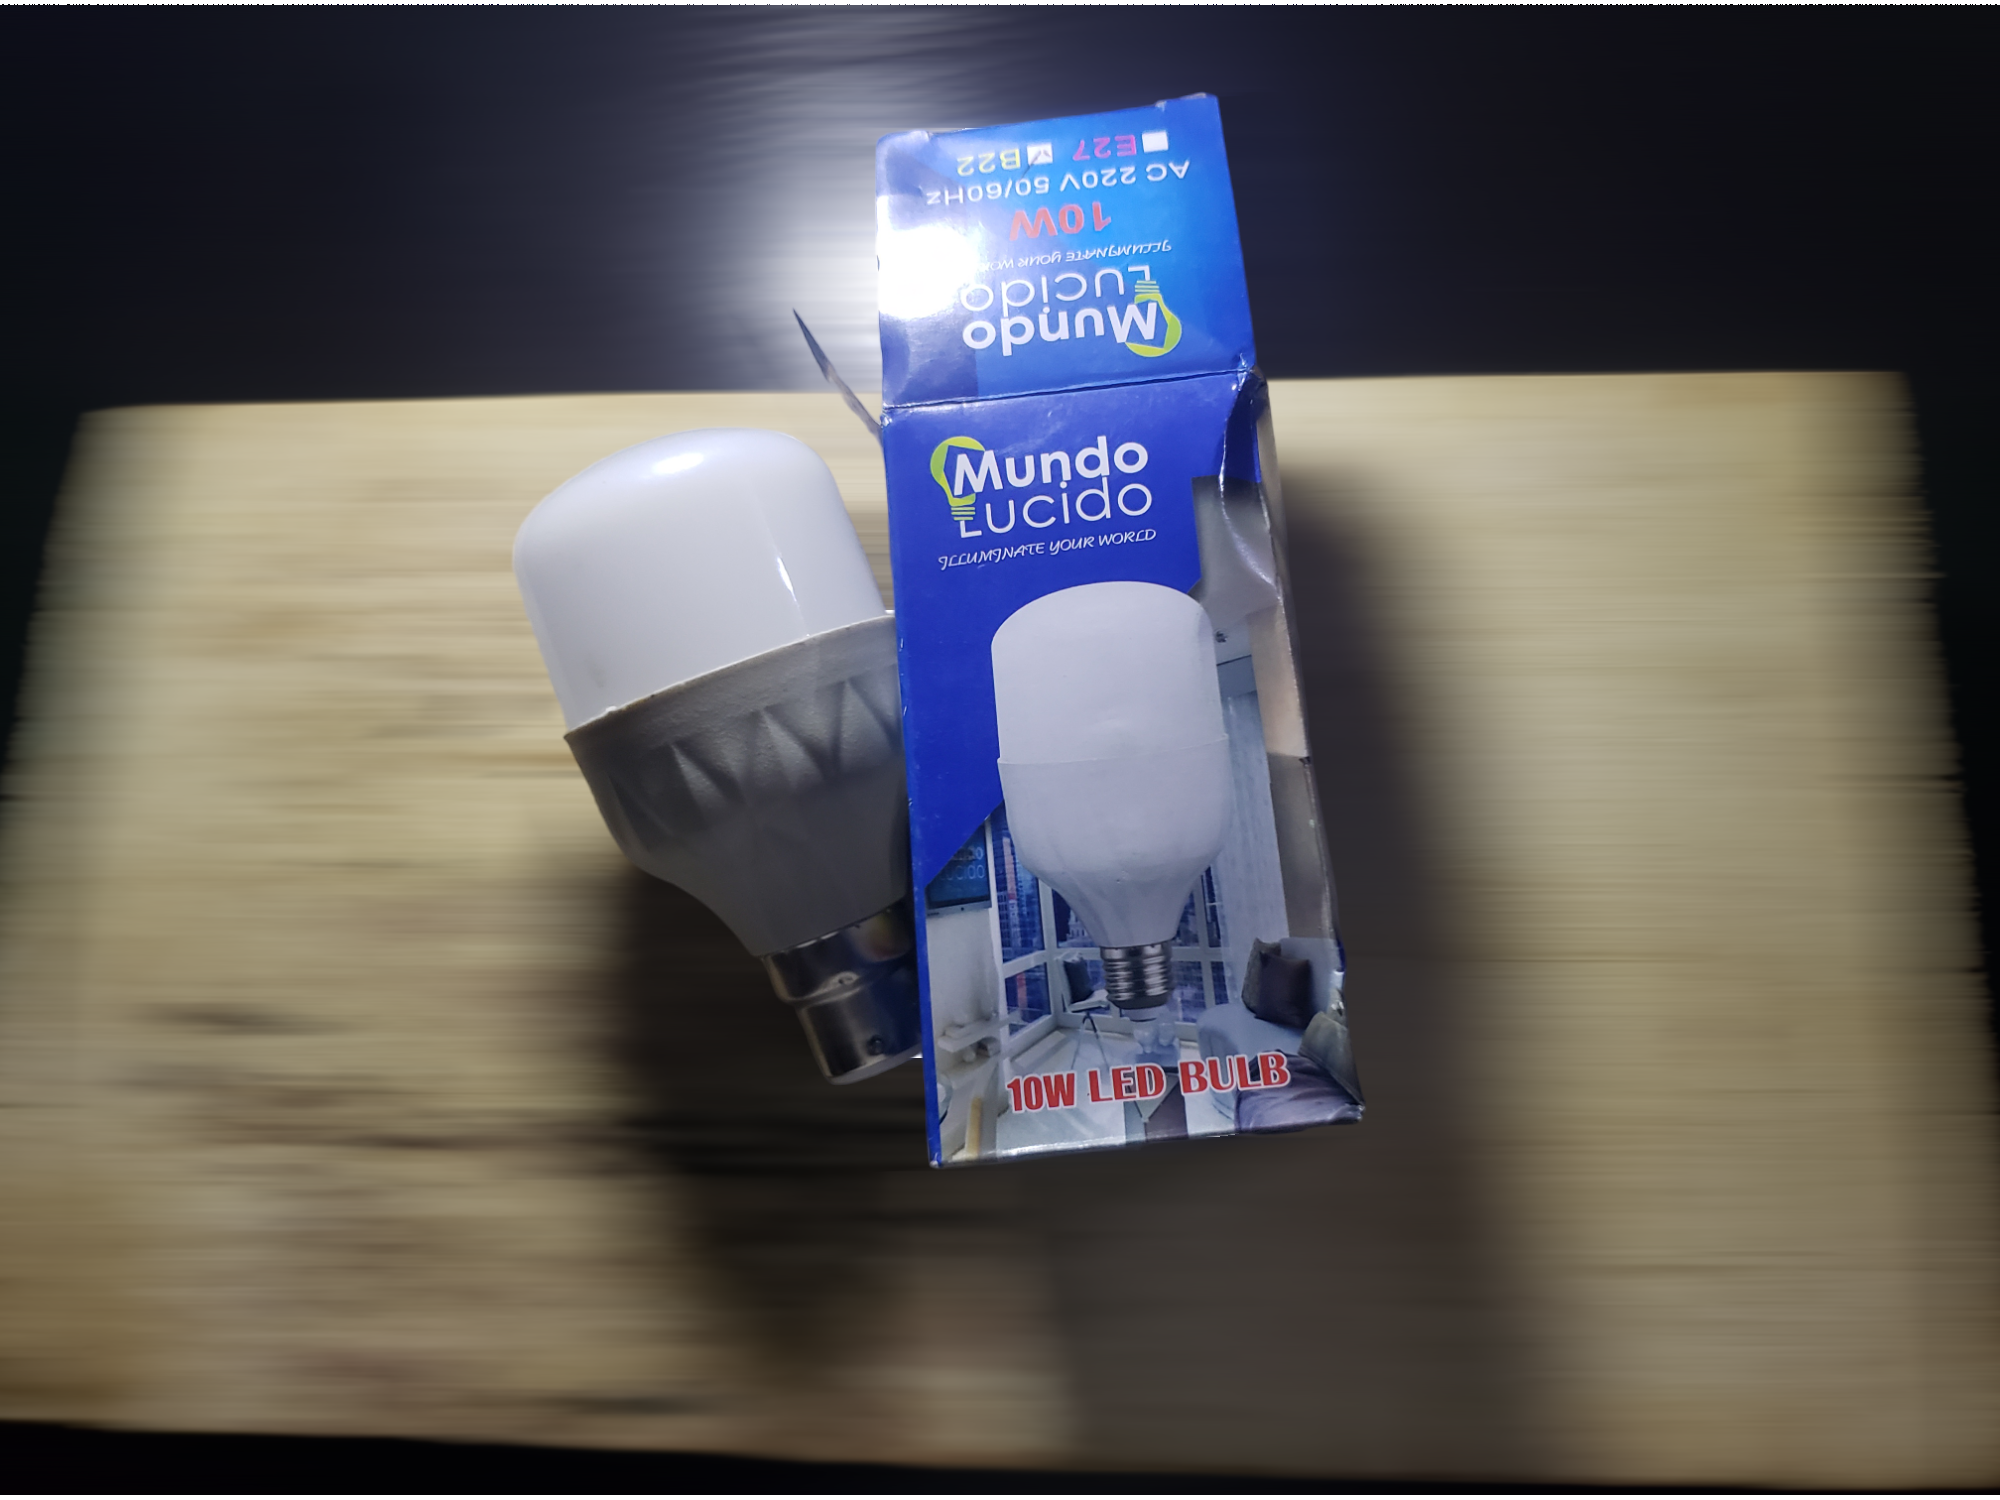 E27 B22
AC 220V 50/60Hz
10W
ILLUMINATE YOUR
Mundo
Lucido
Mundo
Lucido
ILLUMINATE YOUR WORLD
10W LED BULB